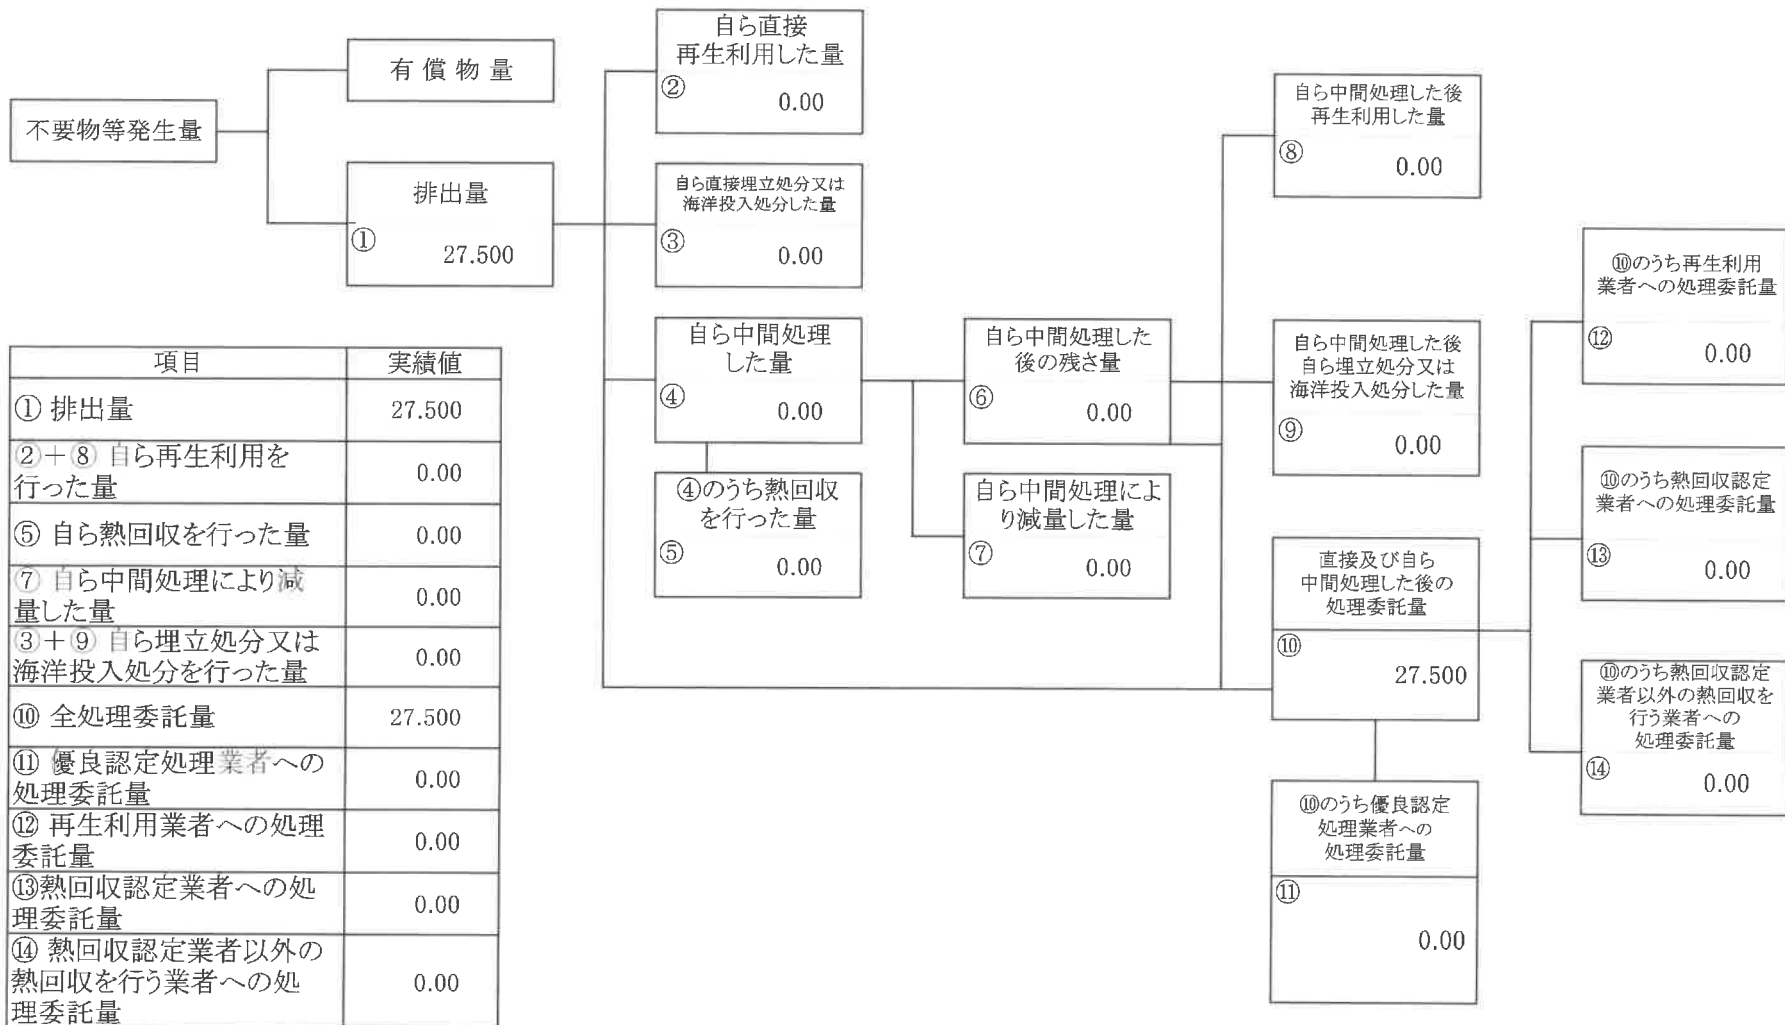 不要物等発生量
有償物量
排出量
①
27.500
自ら直接
再生利用した量
②
0.00
自ら直接埋立処分又は
海洋投入処分した量
③
0.00
自ら中間処理
した量
④
0.00
④のうち熱回収
を行った量
⑤
0.00
自ら中間処理した
後の残さ量
⑥
0.00
自ら中間処理によ
り減量した量
⑦
0.00
自ら中間処理した後
再生利用した量
⑧
0.00
自ら中間処理した後
自ら埋立処分又は
海洋投入処分した量
⑨
0.00
直接及び自ら
中間処理した後の
処理委託量
⑩
27.500
⑩のうち優良認定
処理業者への
処理委託量
⑪
0.00
⑩のうち再生利用
業者への処理委託量
⑫
0.00
⑩のうち熱回収認定
業者への処理委託量
⑬
0.00
⑩のうち熱回収認定
業者以外の熱回収を
行う業者への
処理委託量
⑭
0.00
項目 実績値
① 排出量 27.500
②+⑧ 自ら再生利用を
行った量 0.00
⑤ 自ら熱回収を行った量 0.00
⑦ 自ら中間処理により減
量した量 0.00
③+⑨ 自ら埋立処分又は
海洋投入処分を行った量 0.00
⑩ 全処理委託量 27.500
⑪ 優良認定処理業者への
処理委託量 0.00
⑫ 再生利用業者への処理
委託量 0.00
⑬熱回収認定業者への処
理委託量 0.00
⑭ 熱回収認定業者以外の
熱回収を行う業者への処
理委託量 0.00